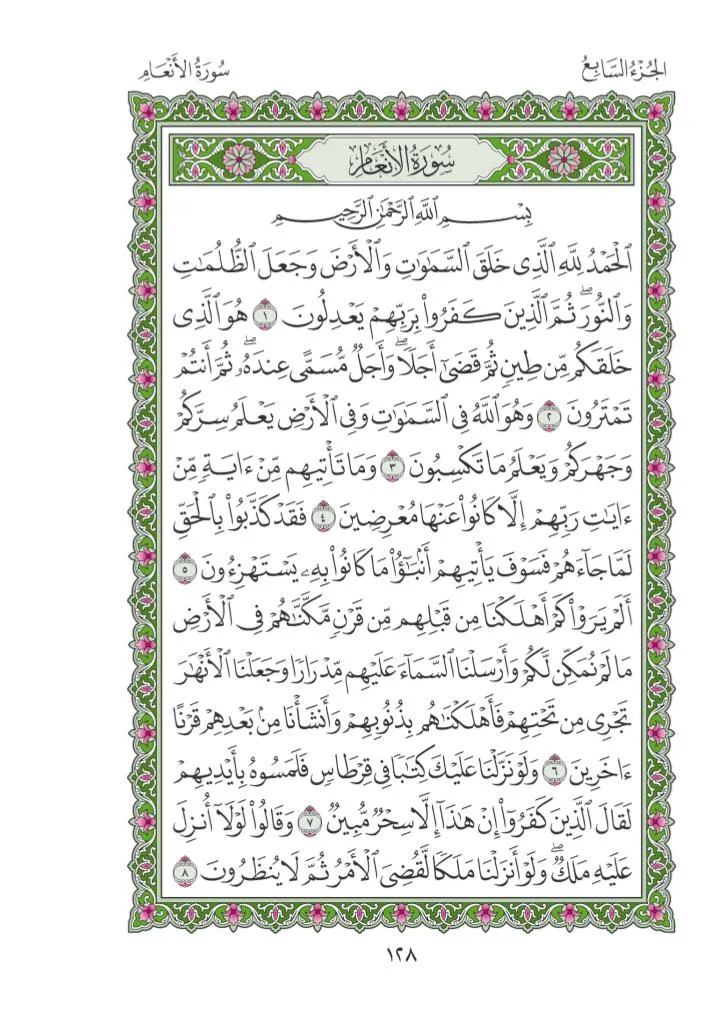 الجُزْءُ السَّابِعُ
سُورَةُ الأَنْعَامِ
سُورَةُ الأَنْعَامِ
بِسْمِ ٱللَّهِ ٱلرَّحْمَٰنِ ٱلرَّحِيمِ
ٱلْحَمْدُ لِلَّهِ ٱلَّذِى خَلَقَ ٱلسَّمَٰوَٰتِ وَٱلْأَرْضَ وَجَعَلَ ٱلظُّلُمَٰتِ
وَٱلنُّورَ ۖ ثُمَّ ٱلَّذِينَ كَفَرُوا۟ بِرَبِّهِمْ يَعْدِلُونَ ١ هُوَ ٱلَّذِى
خَلَقَكُم مِّن طِينٍ ثُمَّ قَضَىٰٓ أَجَلًا ۖ وَأَجَلٌ مُّسَمًّى عِندَهُۥ ۖ ثُمَّ أَنتُمْ
تَمْتَرُونَ ٢ وَهُوَ ٱللَّهُ فِى ٱلسَّمَٰوَٰتِ وَفِى ٱلْأَرْضِ يَعْلَمُ سِرَّكُمْ
وَجَهْرَكُمْ وَيَعْلَمُ مَا تَكْسِبُونَ ٣ وَمَا تَأْتِيهِم مِّنْ ءَايَةٍ مِّنْ
ءَايَٰتِ رَبِّهِمْ إِلَّا كَانُوا۟ عَنْهَا مُعْرِضِينَ ٤ فَقَدْ كَذَّبُوا۟ بِٱلْحَقِّ
لَمَّا جَآءَهُمْ فَسَوْفَ يَأْتِيهِمْ أَنۢبَٰٓؤُا۟ مَا كَانُوا۟ بِهِۦ يَسْتَهْزِءُونَ ٥
أَلَمْ يَرَوْا۟ كَمْ أَهْلَكْنَا مِن قَبْلِهِم مِّن قَرْنٍ مَّكَّنَّٰهُمْ فِى ٱلْأَرْضِ
مَا لَمْ نُمَكِّن لَّكُمْ وَأَرْسَلْنَا ٱلسَّمَآءَ عَلَيْهِم مِّدْرَارًا وَجَعَلْنَا ٱلْأَنْهَٰرَ
تَجْرِى مِن تَحْتِهِمْ فَأَهْلَكْنَٰهُم بِذُنُوبِهِمْ وَأَنشَأْنَا مِنۢ بَعْدِهِمْ قَرْنًا
ءَاخَرِينَ ٦ وَلَوْ نَزَّلْنَا عَلَيْكَ كِتَٰبًا فِى قِرْطَاسٍ فَلَمَسُوهُ بِأَيْدِيهِمْ
لَقَالَ ٱلَّذِينَ كَفَرُوٓا۟ إِنْ هَٰذَآ إِلَّا سِحْرٌ مُّبِينٌ ٧ وَقَالُوا۟ لَوْلَآ أُنزِلَ
عَلَيْهِ مَلَكٌ ۖ وَلَوْ أَنزَلْنَا مَلَكًا لَّقُضِىَ ٱلْأَمْرُ ثُمَّ لَا يُنظَرُونَ ٨
١٢٨